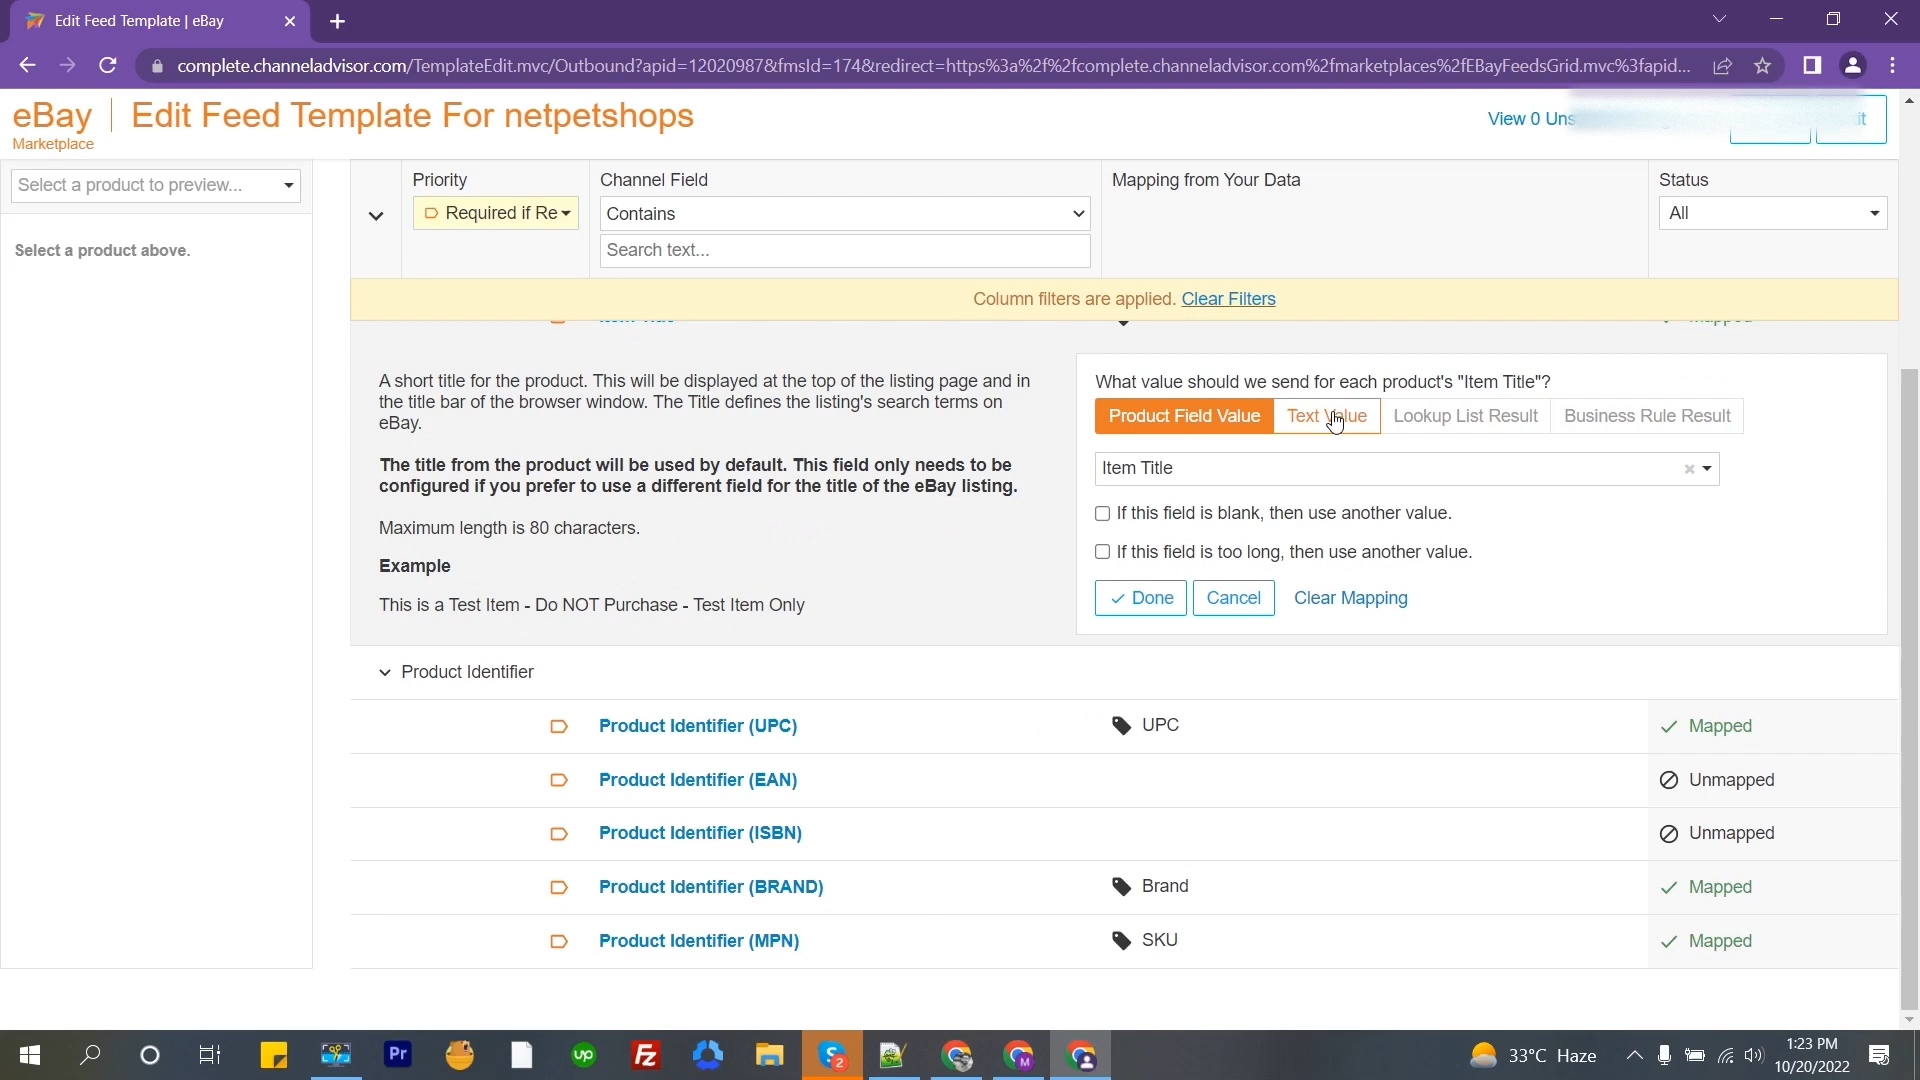 Edit Feed Template | eBay
complete.channeladvisor.com/TemplateEdit.mvc/Outbound?apid=12020987&fmsId=174&redirect=https%3a%2f%2fcomplete.channeladvisor.com%2fmarketplaces%2fEBayFeedsGrid.mvc%3fapid...
eBay
Marketplace
Edit Feed Template For netpetshops
View 0 Uns
it
Select a product to preview...
Select a product above.
Priority
Channel Field
Mapping from Your Data
Status
Required if Re
Contains
All
Search text...
Column filters are applied. Clear Filters
Item Title
Mapped
A short title for the product. This will be displayed at the top of the listing page and in
the title bar of the browser window. The Title defines the listing's search terms on
eBay.
The title from the product will be used by default. This field only needs to be
configured if you prefer to use a different field for the title of the eBay listing.
Maximum length is 80 characters.
Example
This is a Test Item - Do NOT Purchase - Test Item Only
What value should we send for each product's "Item Title"?
Product Field Value
Text Value
Lookup List Result
Business Rule Result
Item Title
If this field is blank, then use another value.
If this field is too long, then use another value.
Done
Cancel
Clear Mapping
Product Identifier
Product Identifier (UPC)
UPC
Mapped
Product Identifier (EAN)
Unmapped
Product Identifier (ISBN)
Unmapped
Product Identifier (BRAND)
Brand
Mapped
Product Identifier (MPN)
SKU
Mapped
Pr
up
Fz
S
2
M
33°C Haze
1:23 PM
10/20/2022